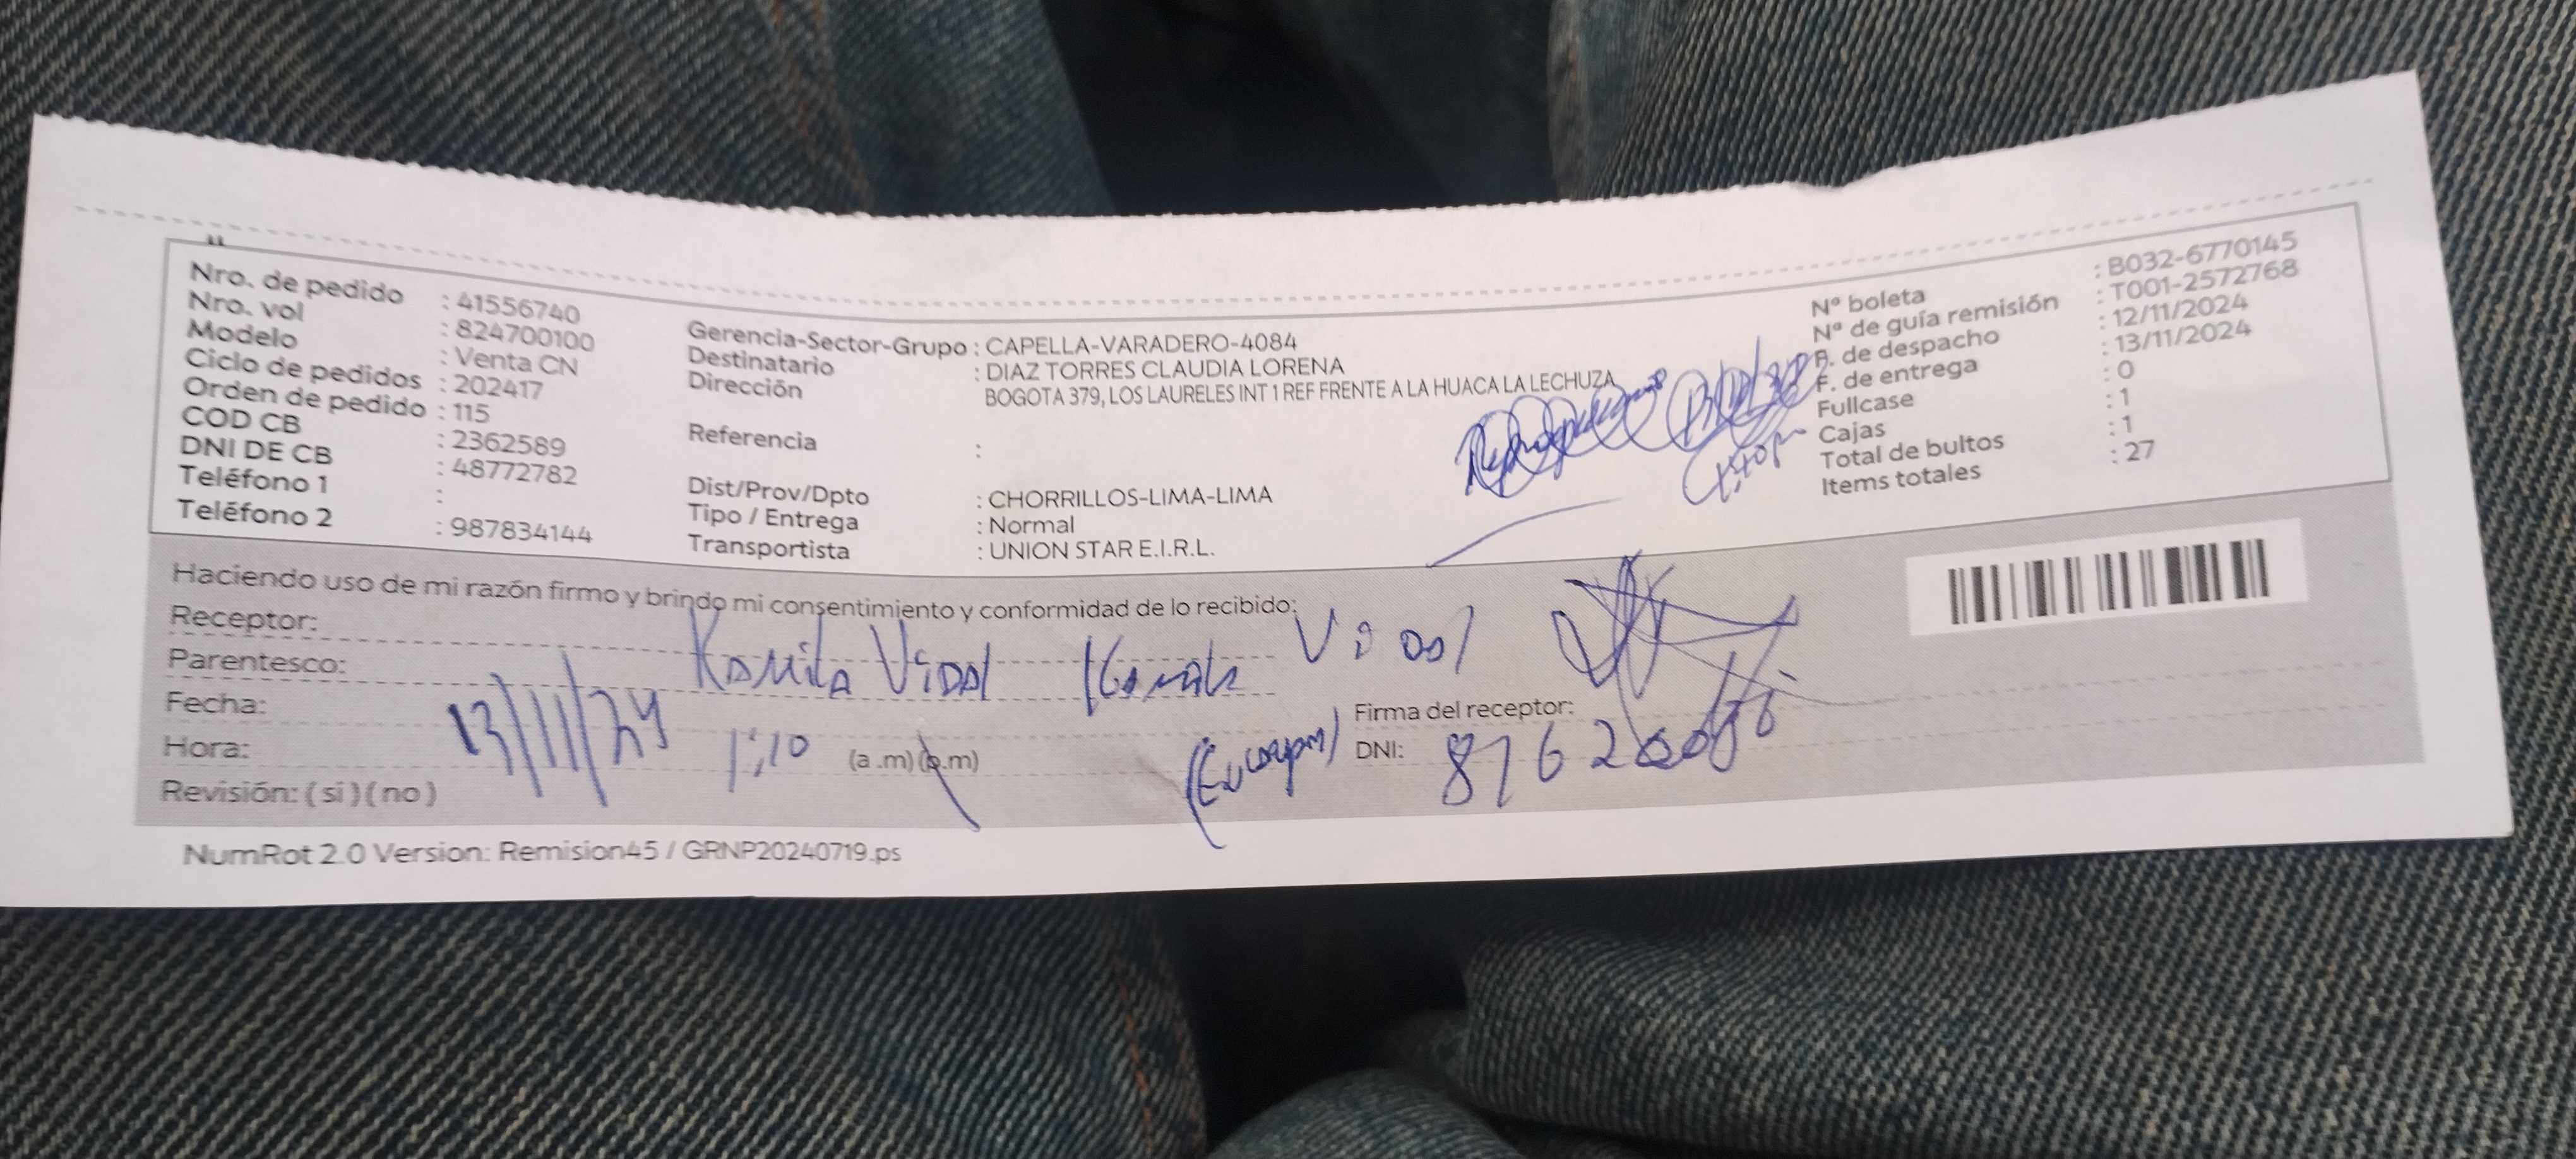 Nro. de pedido : 41556740
Nro. vol : 824700100
Modelo : Venta CN
Ciclo de pedidos : 202417
Orden de pedido : 115
COD CB : 2362589
DNI DE CB : 48772782
Teléfono 1 :
Teléfono 2 : 987834144
Gerencia-Sector-Grupo : CAPELLA-VARADERO-4084
Destinatario : DIAZ TORRES CLAUDIA LORENA
Dirección BOGOTA 379, LOS LAURELES INT 1 REF FRENTE A LA HUACA LA LECHUZA
Referencia :
Dist/Prov/Dpto : CHORRILLOS-LIMA-LIMA
Tipo / Entrega : Normal
Transportista : UNION STAR E.I.R.L.
N° boleta : B032-6770145
N° de guía remisión : T001-2572768
F. de despacho : 12/11/2024
F. de entrega : 13/11/2024
Fullcase : 0
Cajas : 1
Total de bultos : 1
Items totales : 27
Haciendo uso de mi razón firmo y brindo mi consentimiento y conformidad de lo recibido:
Receptor: Kamila Vidal Vidal
Parentesco:
Fecha: 13/11/24
Hora: 1:10 (a .m) (p.m)
Revisión: ( si ) ( no )
Firma del receptor:
DNI:
NumRot 2.0 Version: Remision45 / GRNP20240719.ps